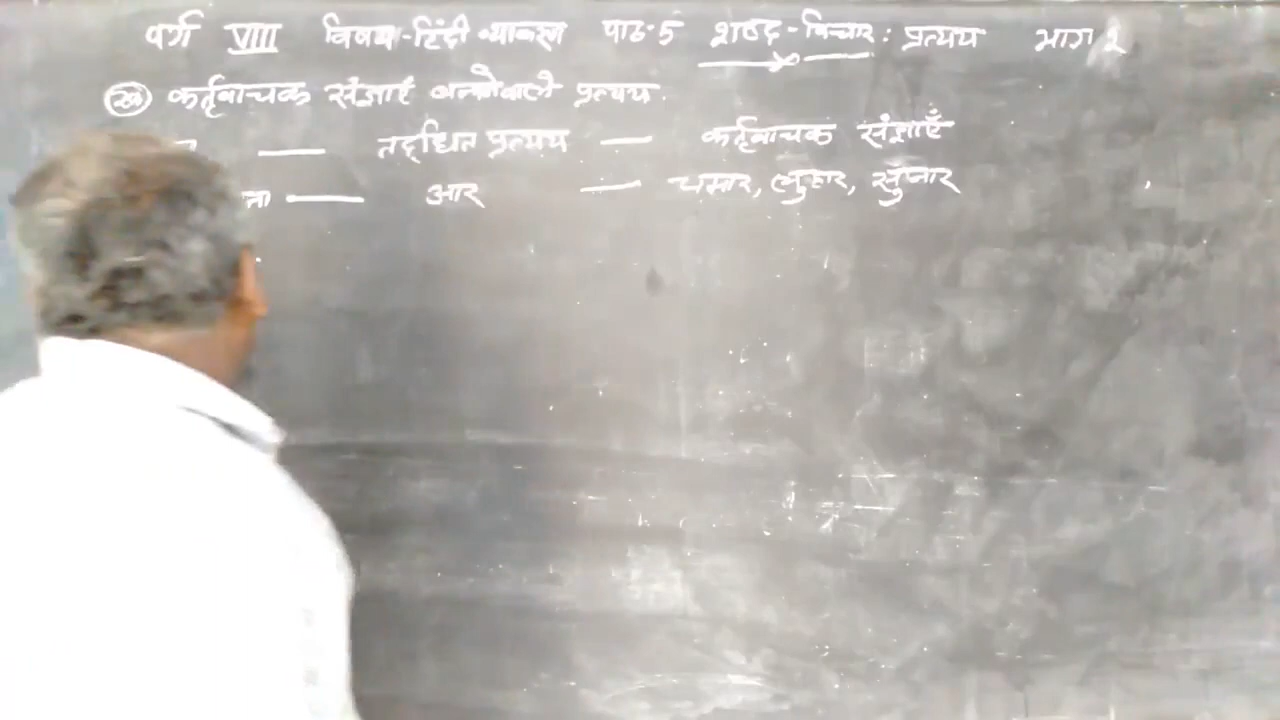 वर्ग VIII विषय-हिंदी व्याकरण पाठ-5 शब्द-विचार: प्रत्यय भाग 2
(ख) कर्तृवाचक संज्ञाएँ बनानेवाले प्रत्यय
— तद्धित प्रत्यय — कर्तृवाचक संज्ञाएँ
— आर — चमार, लुहार, सुनार